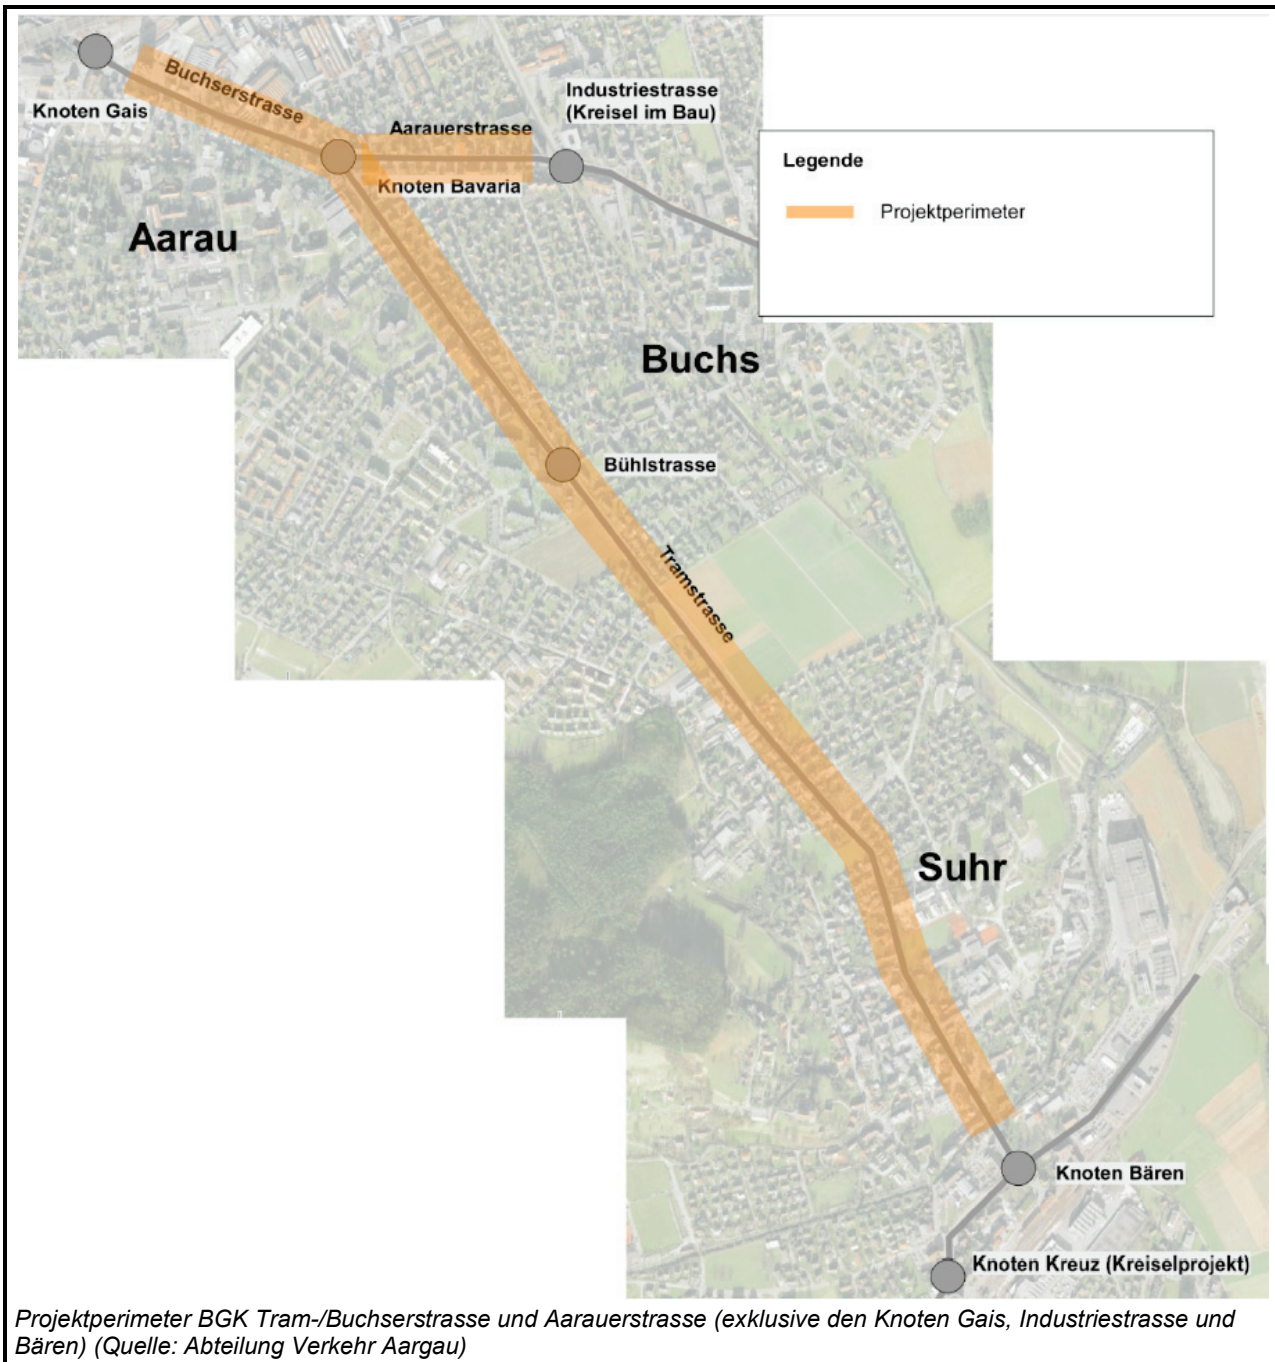 Buchserstrasse
Knoten Gais
Industriestrasse
(Kreisel im Bau)
Aarauerstrasse
Knoten Bavaria
Legende
Projektperimeter
Aarau
Buchs
Bühlstrasse
Tramstrasse
Suhr
Knoten Bären
Knoten Kreuz (Kreiselprojekt)
Projektperimeter BGK Tram-/Buchserstrasse und Aarauerstrasse (exklusive den Knoten Gais, Industriestrasse und
Bären) (Quelle: Abteilung Verkehr Aargau)